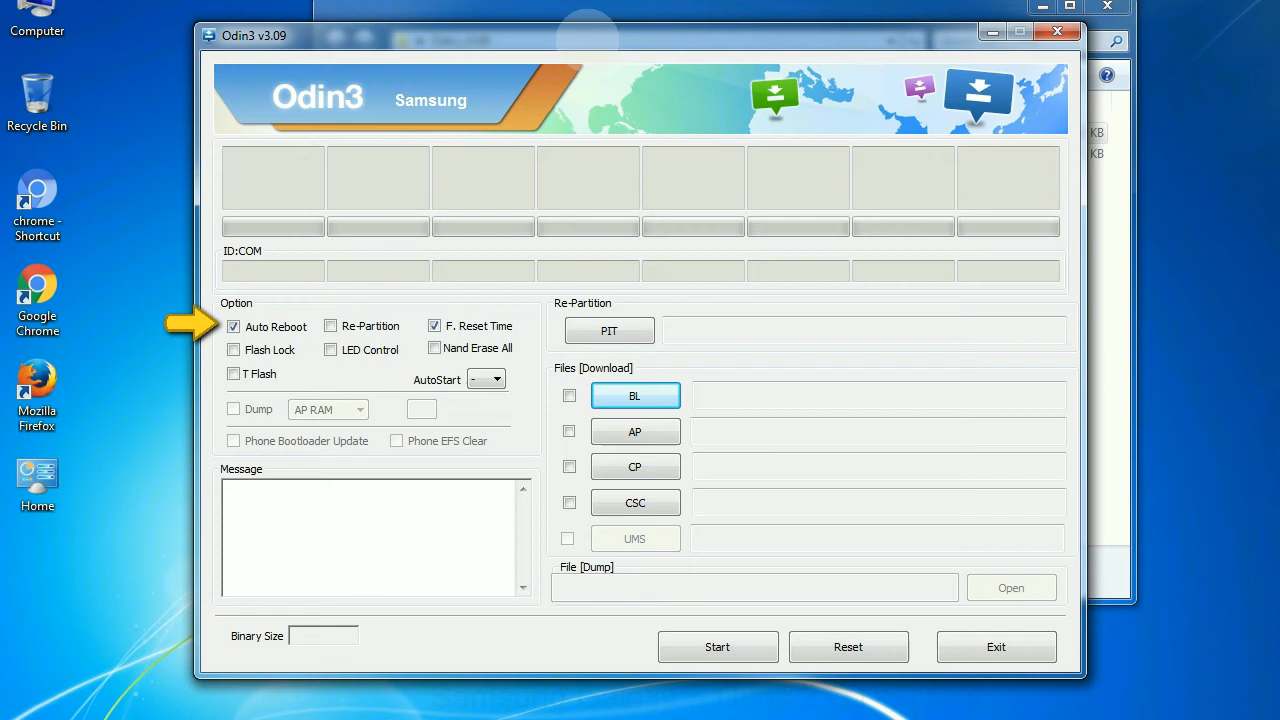 Computer
Recycle Bin
chrome - Shortcut
Google Chrome
Mozilla Firefox
Home
Odin3 v3.09
Odin3 Samsung
KB
KB
ID:COM
Option
Auto Reboot Re-Partition F. Reset Time
Flash Lock LED Control Nand Erase All
T Flash
AutoStart -
Dump AP RAM
Phone Bootloader Update Phone EFS Clear
Message
Re-Partition
PIT
Files [Download]
BL
AP
CP
CSC
UMS
File [Dump]
Open
Binary Size
Start Reset Exit